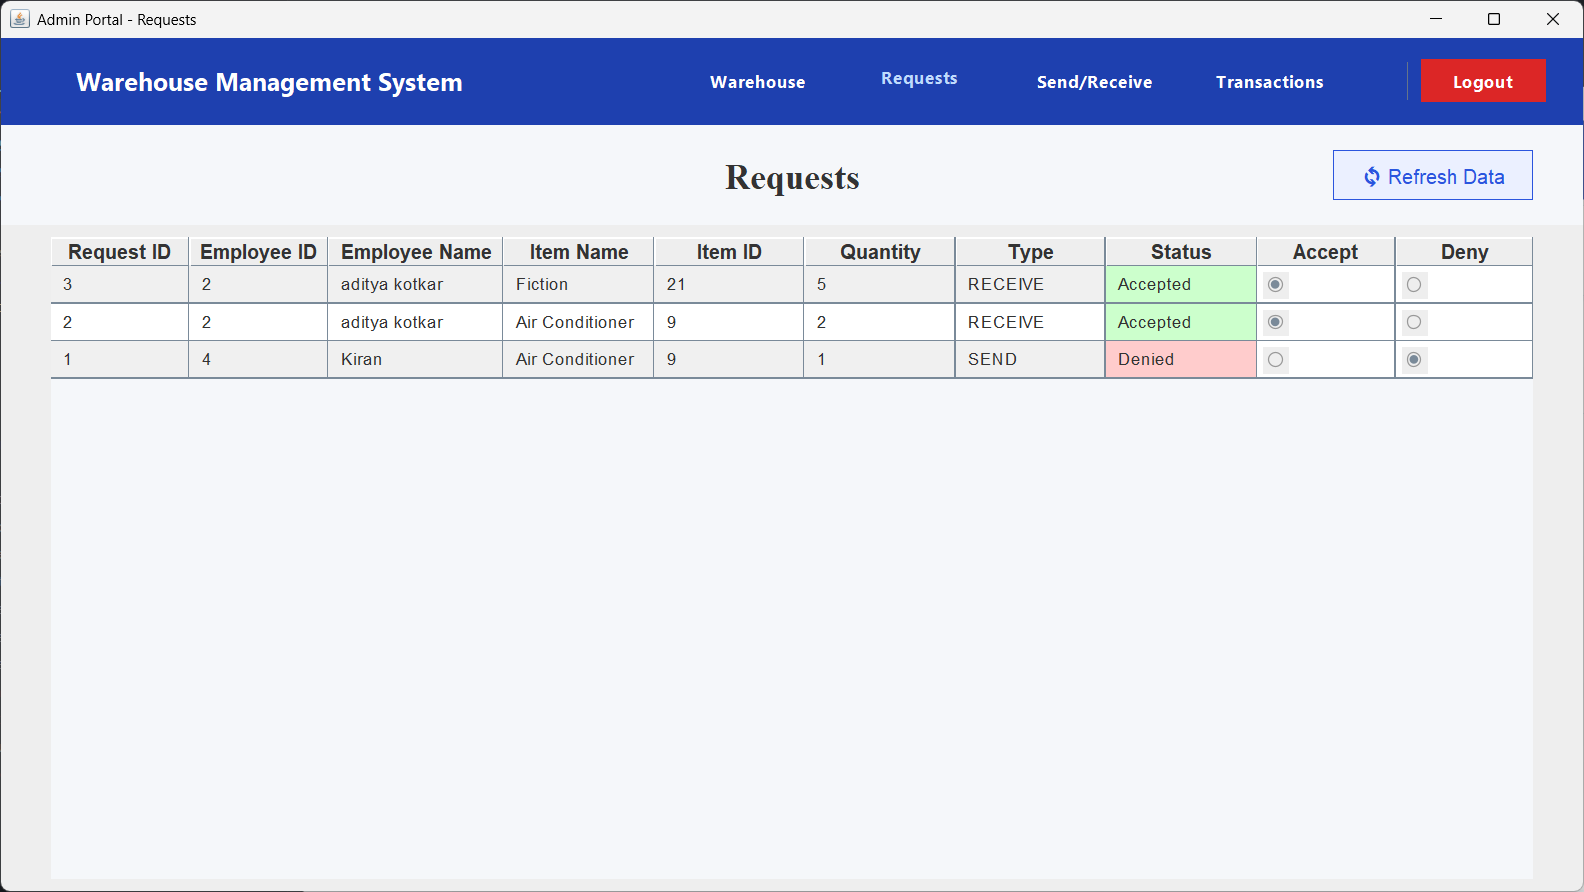 Admin Portal - Requests
Warehouse Management System Warehouse Requests Send/Receive Transactions Logout
Requests Refresh Data
Request ID Employee ID Employee Name Item Name Item ID Quantity Type Status Accept Deny
3 2 aditya kotkar Fiction 21 5 RECEIVE Accepted
2 2 aditya kotkar Air Conditioner 9 2 RECEIVE Accepted
1 4 Kiran Air Conditioner 9 1 SEND Denied